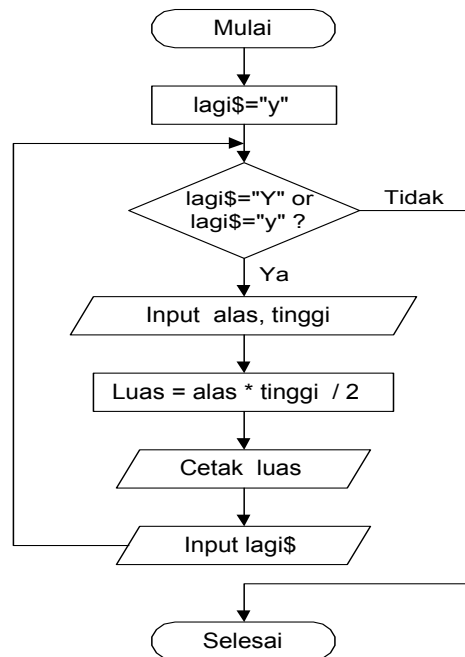 Mulai
lagi$="y"
lagi$="Y" or
lagi$="y" ?
Tidak
Ya
Input alas, tinggi
Luas = alas * tinggi / 2
Cetak luas
Input lagi$
Selesai